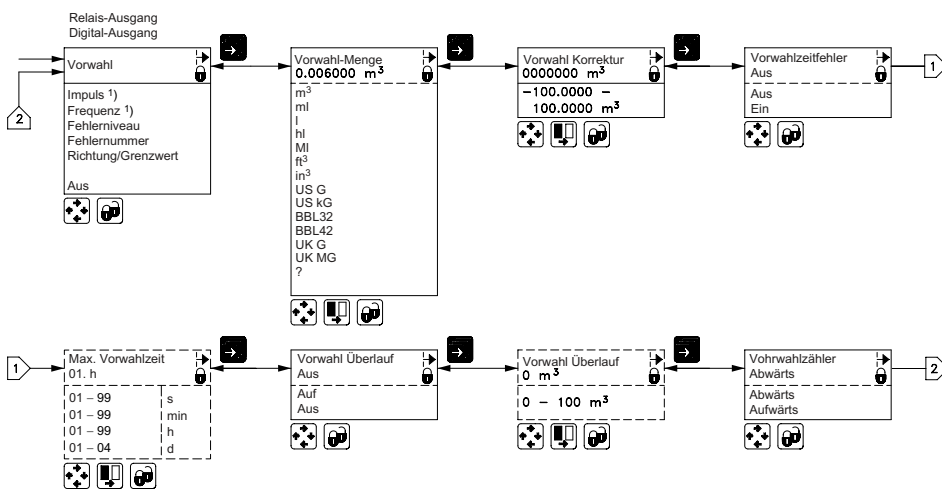 Relais-Ausgang
Digital-Ausgang
Vorwahl
Impuls 1)
Frequenz 1)
Fehlerniveau
Fehlernummer
Richtung/Grenzwert
Aus
2
Vorwahl-Menge
0.006000 m³
m³
ml
l
hl
Ml
ft³
in³
US G
US kG
BBL32
BBL42
UK G
UK MG
?
Vorwahl Korrektur
0000000 m³
−100.0000 −
100.0000 m³
Vorwahlzeitfehler
Aus
Aus
Ein
1
1
Max. Vorwahlzeit
01. h
01 – 99 s
01 – 99 min
01 – 99 h
01 – 04 d
Vorwahl Überlauf
Aus
Auf
Aus
Vorwahl Überlauf
0 m³
0 − 100 m³
Vohrwahlzähler
Abwärts
Abwärts
Aufwärts
2